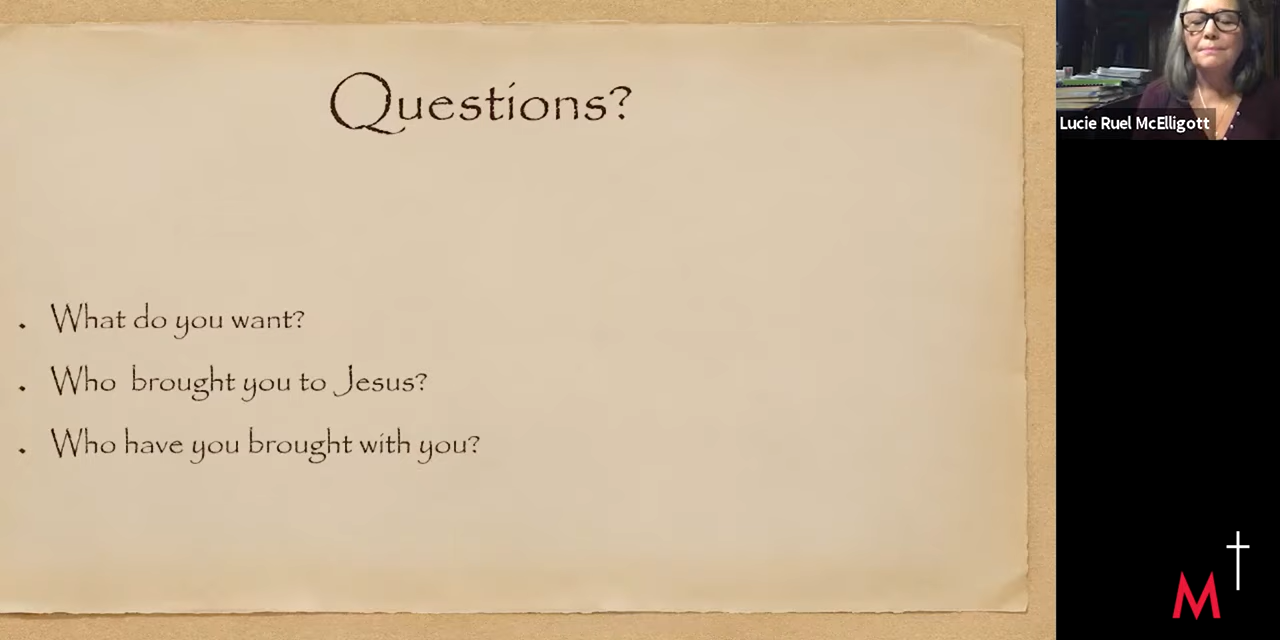 Questions?
. What do you want?
. Who brought you to Jesus?
. Who have you brought with you?
Lucie Ruel McElligott
M